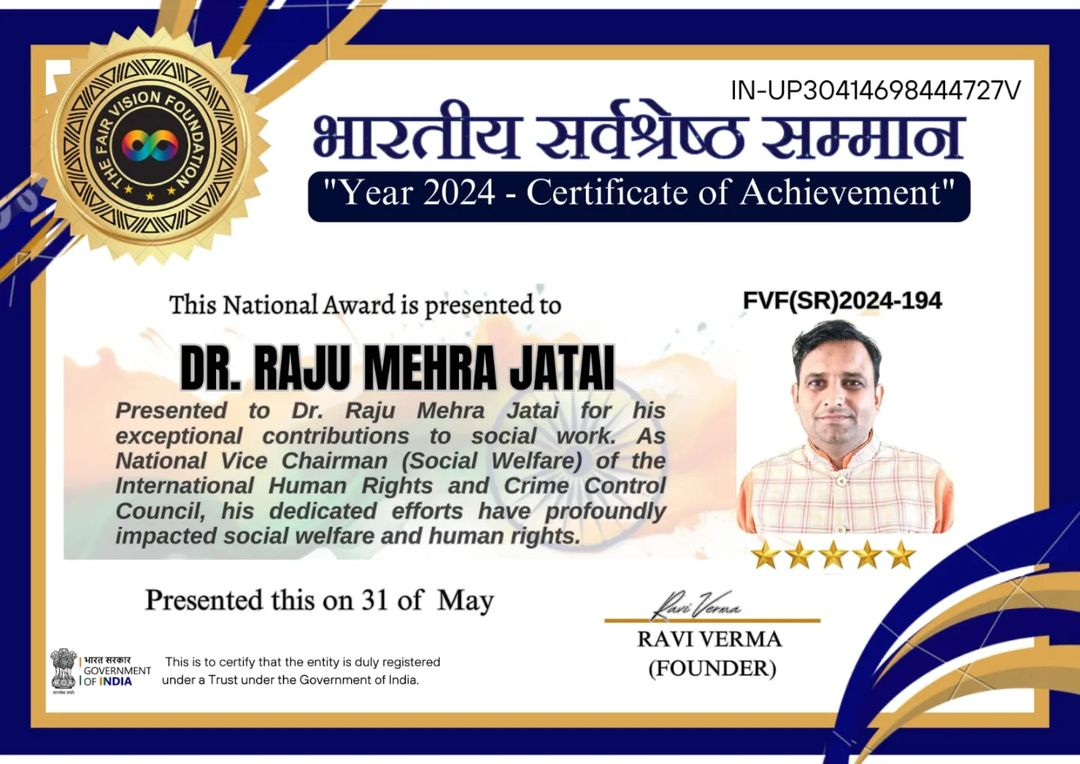 THE FAIR VISION FOUNDATION
IN-UP30414698444727V
भारतीय सर्वश्रेष्ठ सम्मान
"Year 2024 - Certificate of Achievement"
This National Award is presented to
FVF(SR)2024-194
DR. RAJU MEHRA JATAI
Presented to Dr. Raju Mehra Jatai for his
exceptional contributions to social work. As
National Vice Chairman (Social Welfare) of the
International Human Rights and Crime Control
Council, his dedicated efforts have profoundly
impacted social welfare and human rights.
Presented this on 31 of May
Ravi Verma
RAVI VERMA
(FOUNDER)
भारत सरकार
GOVERNMENT
OF INDIA
सत्यमेव जयते
This is to certify that the entity is duly registered
under a Trust under the Government of India.